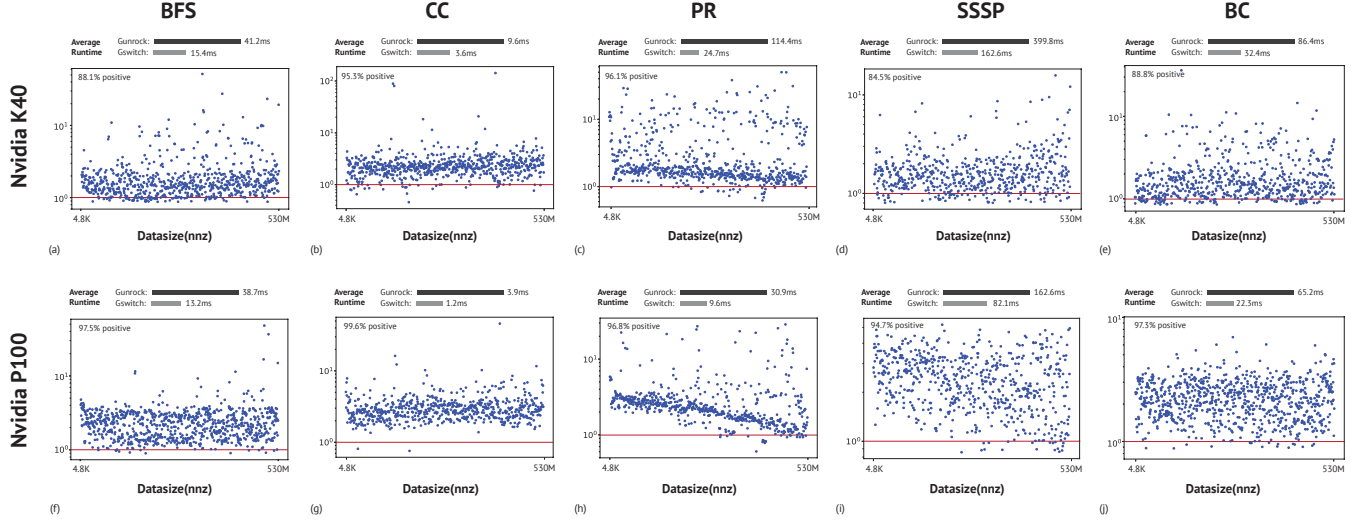 BFS CC PR SSSP BC
Nvidia K40
Average Runtime Gunrock: 41.2ms
Gswitch: 15.4ms
88.1% positive
10^1
10^0
4.8K 530M
Datasize(nnz)
(a)
Average Runtime Gunrock: 9.6ms
Gswitch: 3.6ms
95.3% positive
10^2
10^1
10^0
4.8K 530M
Datasize(nnz)
(b)
Average Runtime Gunrock: 114.4ms
Gswitch: 24.7ms
96.1% positive
10^1
10^0
4.8K 530M
Datasize(nnz)
(c)
Average Runtime Gunrock: 399.8ms
Gswitch: 162.6ms
84.5% positive
10^1
10^0
4.8K 530M
Datasize(nnz)
(d)
Average Runtime Gunrock: 86.4ms
Gswitch: 32.4ms
88.8% positive
10^1
10^0
4.8K 530M
Datasize(nnz)
(e)
Nvidia P100
Average Runtime Gunrock: 38.7ms
Gswitch: 13.2ms
97.5% positive
10^1
10^0
4.8K 530M
Datasize(nnz)
(f)
Average Runtime Gunrock: 3.9ms
Gswitch: 1.2ms
99.6% positive
10^1
10^0
4.8K 530M
Datasize(nnz)
(g)
Average Runtime Gunrock: 30.9ms
Gswitch: 9.6ms
96.8% positive
10^1
10^0
4.8K 530M
Datasize(nnz)
(h)
Average Runtime Gunrock: 162.6ms
Gswitch: 82.1ms
94.7% positive
10^0
4.8K 530M
Datasize(nnz)
(i)
Average Runtime Gunrock: 65.2ms
Gswitch: 22.3ms
97.3% positive
10^1
10^0
4.8K 530M
Datasize(nnz)
(j)